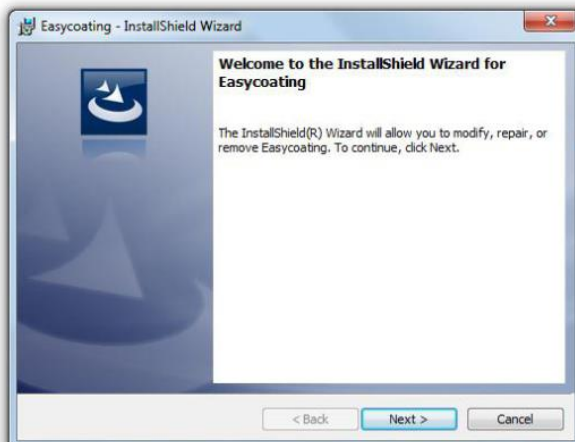 Easycoating - InstallShield Wizard
Welcome to the InstallShield Wizard for
Easycoating
The InstallShield(R) Wizard will allow you to modify, repair, or
remove Easycoating. To continue, click Next.
< Back Next > Cancel